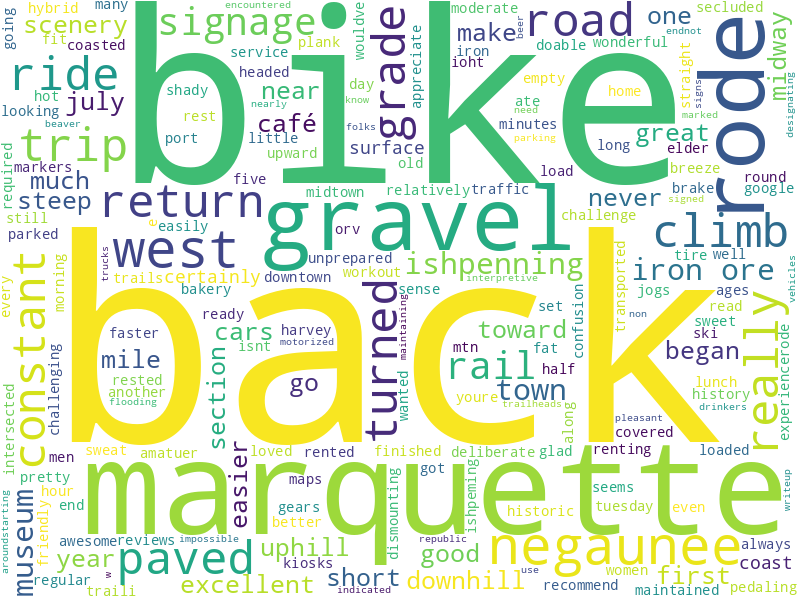 going
many
hybrid
scenery
fit
coasted
encountered
signage
wouldve
plank
service
headed
grade
appreciate
moderate
iron
make
ioht
beer
road
doable
wonderful
one
secluded
endnot
straight
midway
designating
bike
rode
ride
hot
july
looking
shady
near
day
know
ate
need
empty
home
signs
trip
port
rest
café
little
folks
surface
minutes
parking
marked
great
elder
nearly
beaver
markers
required
much
steep
upward
old
long
load
breeze
round
google
five
midtown
relatively
traffic
never
brake
signed
return
gravel
challenge
climb
still
parked
easily
orv
west
unprepared
ishpenning
iron ore
tire
well
trucks
trails
certainly
downtown
workout
sense
interpretive
confusion
transported
jogs
ages
vehicles
every
constant
morning
bakery
back
turned
maintaining
set
read
ready
sweet
non
faster
isnt
cars
harvey
motorized
toward
ski
really
mile
section
mtn
fat
half
began
experiencerode
rested
another
flooding
go
wanted
rail
town
lunch
history
drinkers
youre
trailheads
along
pleasant
covered
challenging
intersected
men
sweat
amatuer
easier
loved
rented
finished
deliberate
glad
renting
loaded
marquette
pretty
maps
dismounting
got
ishpeming
seems
writeup
hour
end
friendly
museum
gears
better
historic
tuesday
even
aroundstarting
awesome
reviews
impossible
republic
negaunee
always
year
paved
uphill
good
women
first
coast
kiosks
regular
traili
w
excellent
short
indicated
downhill
use
recommend
maintained
pedaling